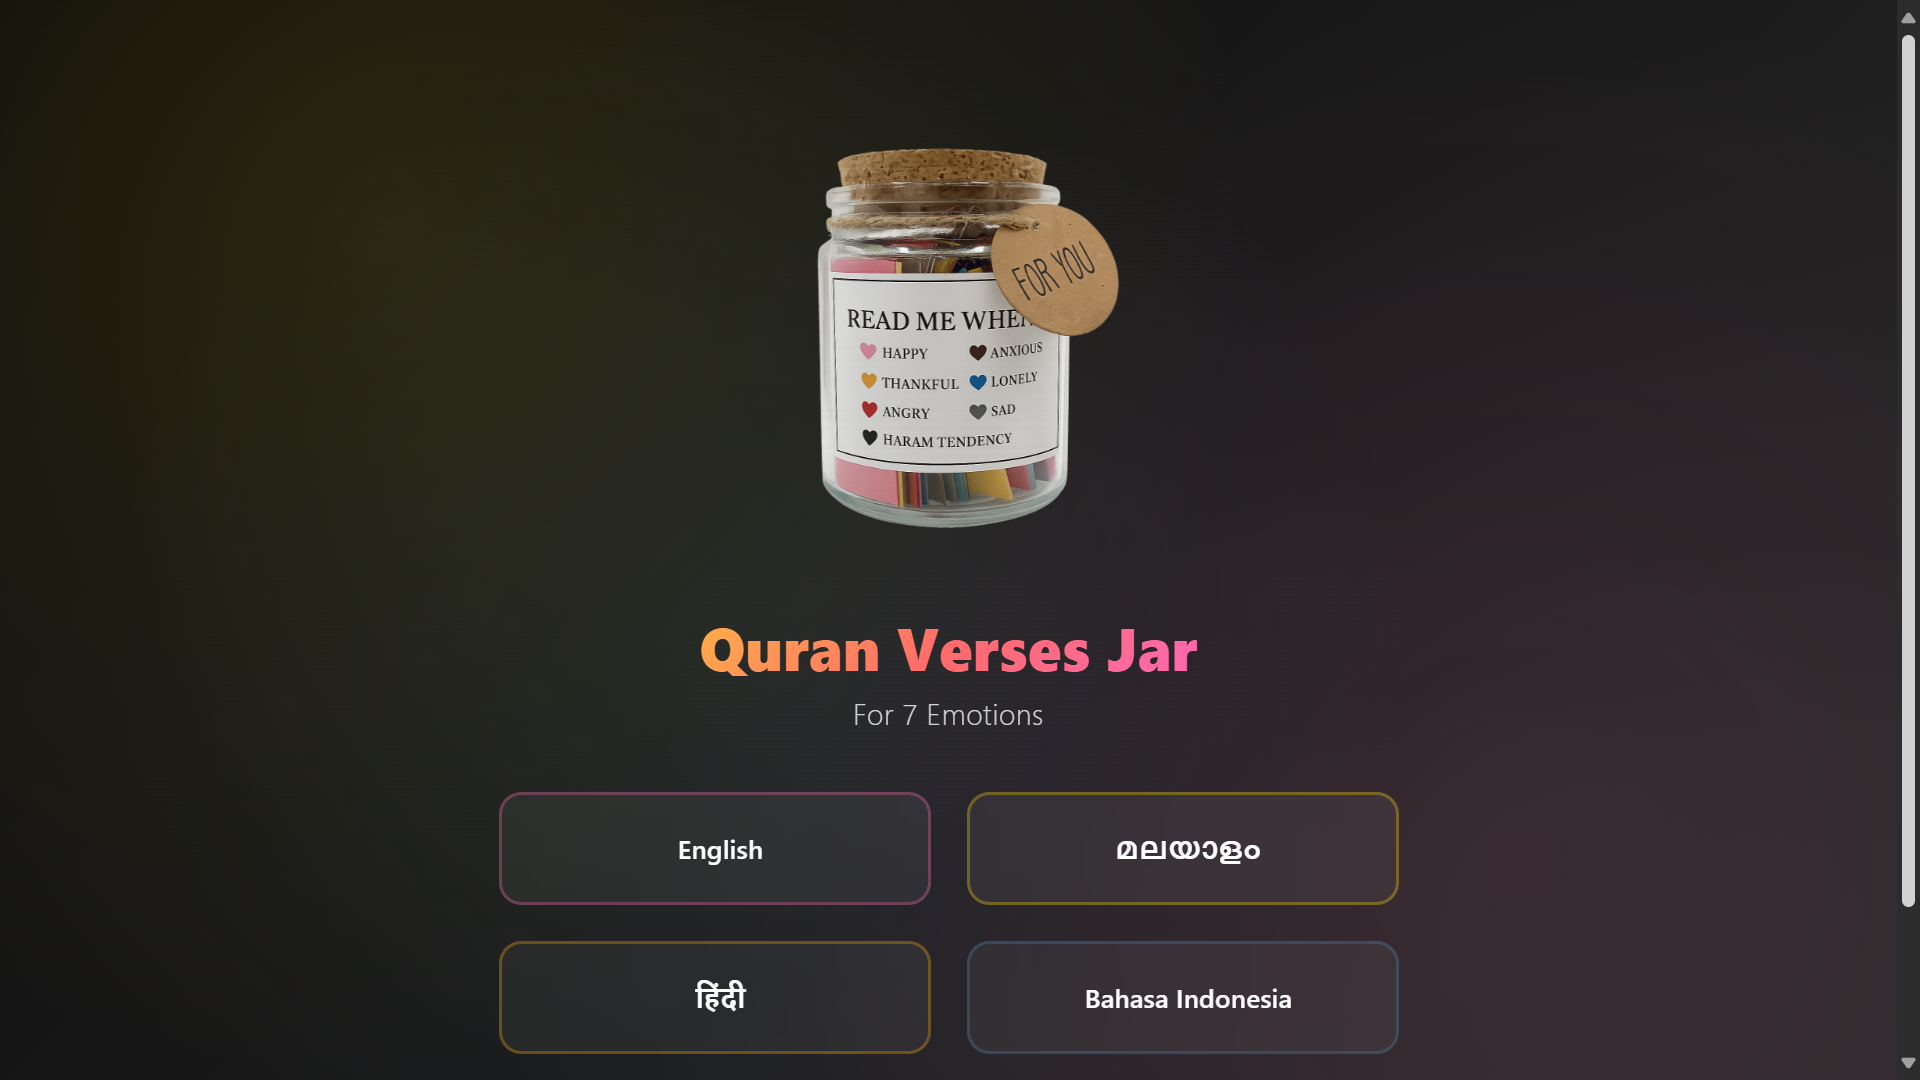 FOR YOU
READ ME WHEN
HAPPY
ANXIOUS
THANKFUL
LONELY
ANGRY
SAD
HARAM TENDENCY
Quran Verses Jar
For 7 Emotions
English
മലയാളം
हिंदी
Bahasa Indonesia